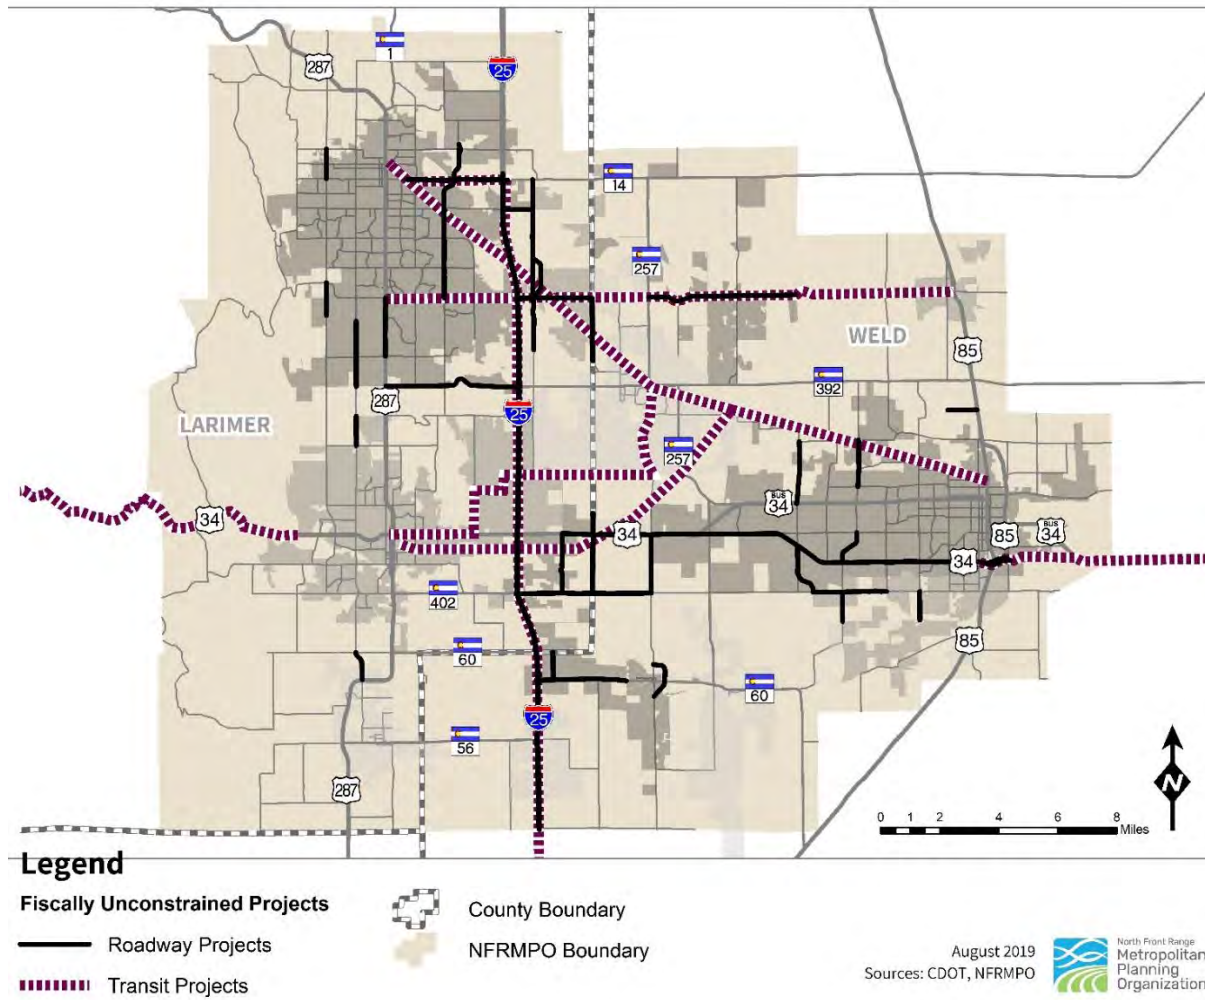 1
287
25
14
257
WELD
85
392
287
25
LARIMER
257
BUS
34
34
34
85
BUS
34
34
402
60
85
60
25
56
287
N
0 1 2 4 6 8
Miles
Legend
Fiscally Unconstrained Projects
Roadway Projects
Transit Projects
County Boundary
NFRMPO Boundary
August 2019
Sources: CDOT, NFRMPO
North Front Range
Metropolitan
Planning
Organization